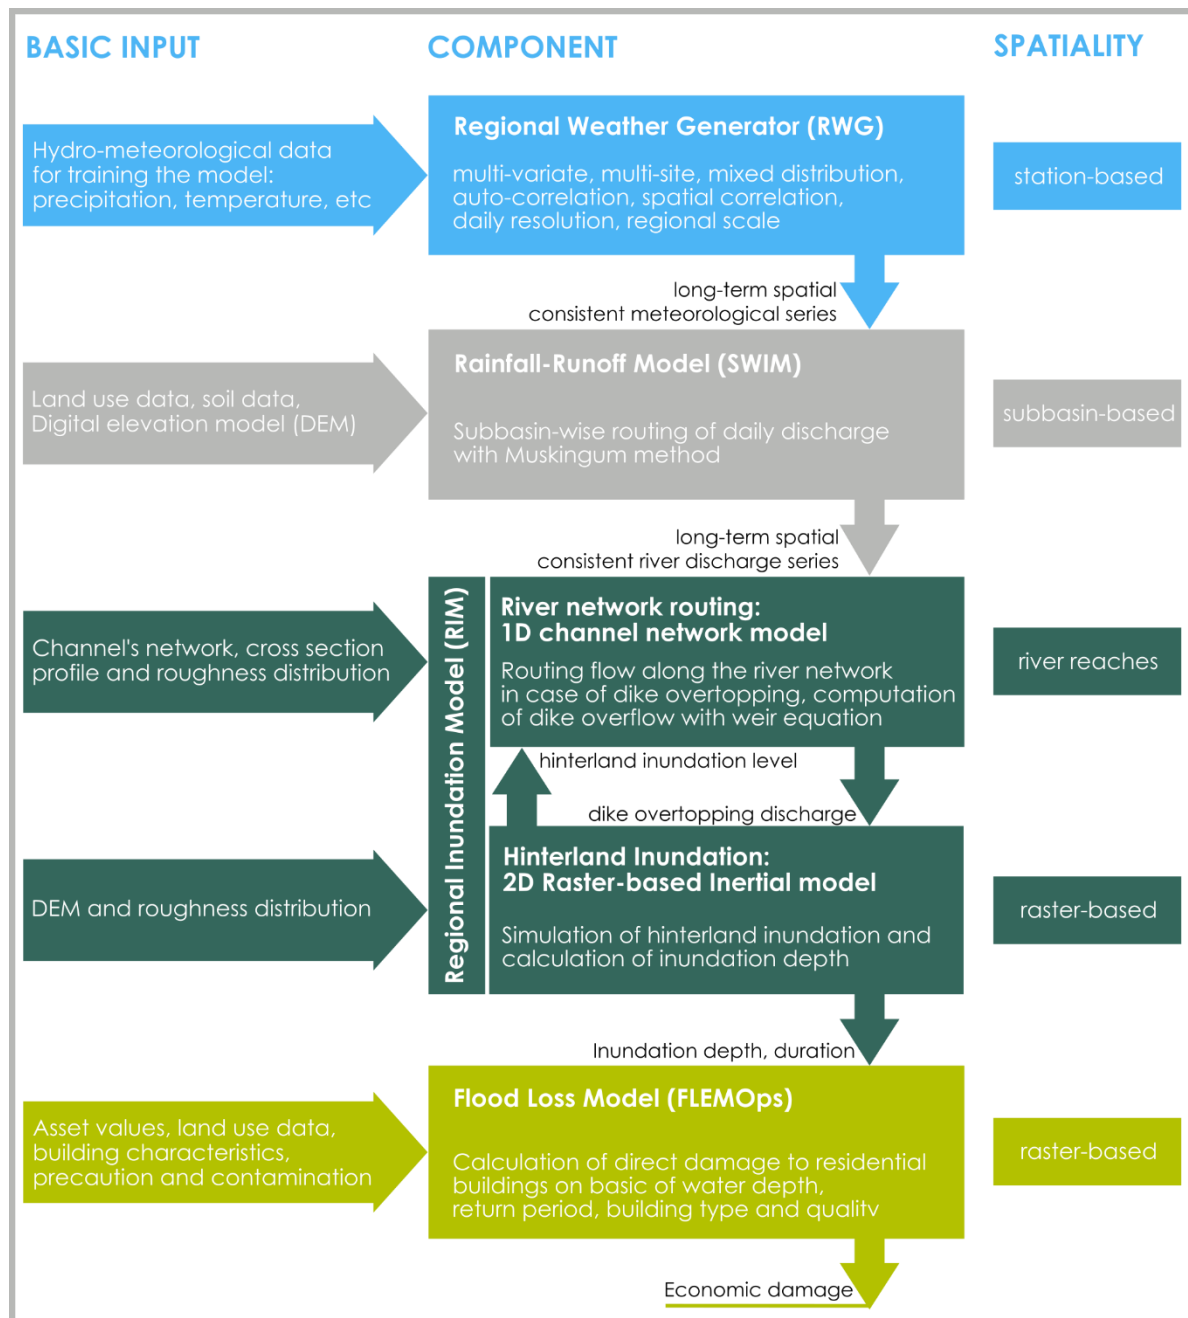 BASIC INPUT
COMPONENT
SPATIALITY
Hydro-meteorological data
for training the model:
precipitation, temperature, etc
Regional Weather Generator (RWG)
multi-variate, multi-site, mixed distribution,
auto-correlation, spatial correlation,
daily resolution, regional scale
station-based
long-term spatial
consistent meteorological series
Land use data, soil data,
Digital elevation model (DEM)
Rainfall-Runoff Model (SWIM)
Subbasin-wise routing of daily discharge
with Muskingum method
subbasin-based
long-term spatial
consistent river discharge series
Regional Inundation Model (RIM)
Channel's network, cross section
profile and roughness distribution
River network routing:
1D channel network model
Routing flow along the river network
in case of dike overtopping, computation
of dike overflow with weir equation
river reaches
hinterland inundation level
dike overtopping discharge
DEM and roughness distribution
Hinterland Inundation:
2D Raster-based Inertial model
Simulation of hinterland inundation and
calculation of inundation depth
raster-based
Inundation depth, duration
Asset values, land use data,
building characteristics,
precaution and contamination
Flood Loss Model (FLEMOps)
Calculation of direct damage to residential
buildings on basic of water depth,
return period, building type and quality
raster-based
Economic damage